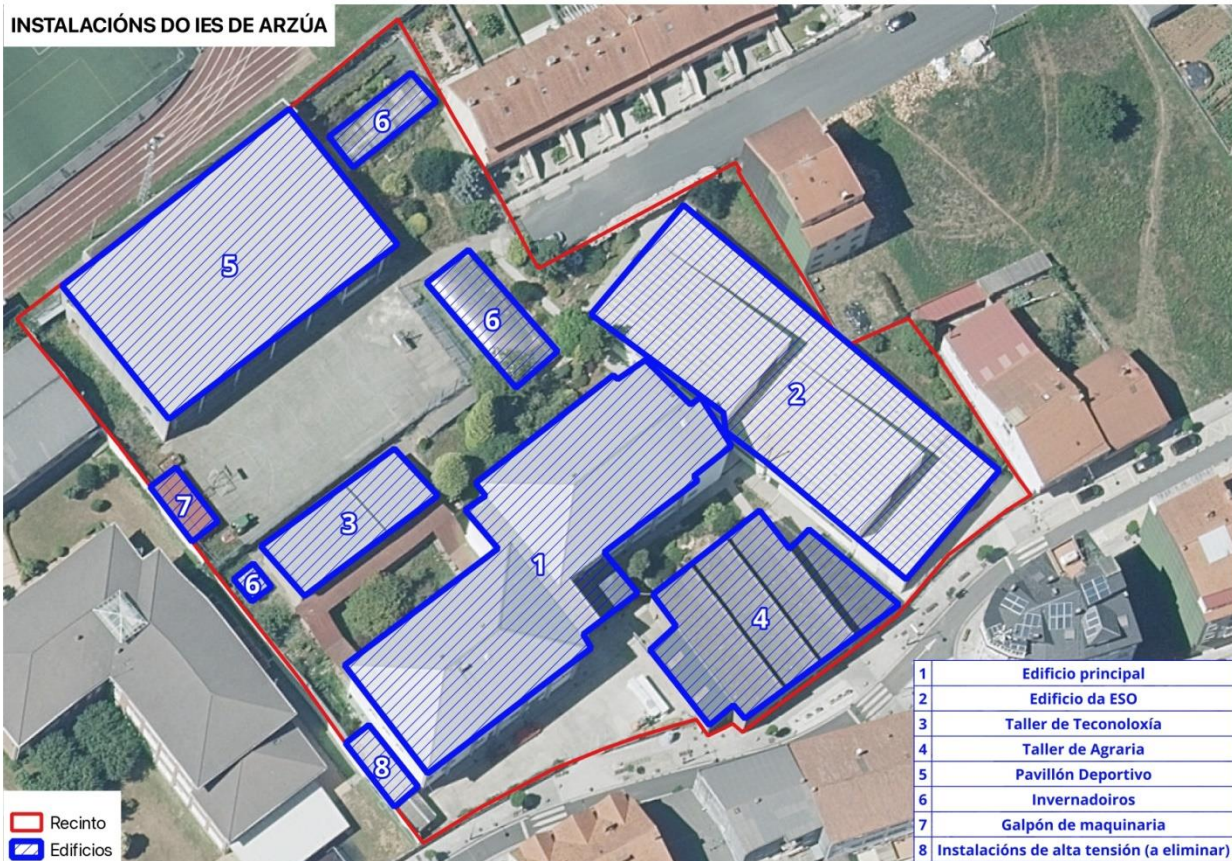 INSTALACIÓNS DO IES DE ARZÚA
6
5
6
2
7
3
6
1
4
8
1 Edificio principal
2 Edificio da ESO
3 Taller de Teconoloxía
4 Taller de Agraria
5 Pavillón Deportivo
6 Invernadoiros
7 Galpón de maquinaria
8 Instalacións de alta tensión (a eliminar)
Recinto
Edificios